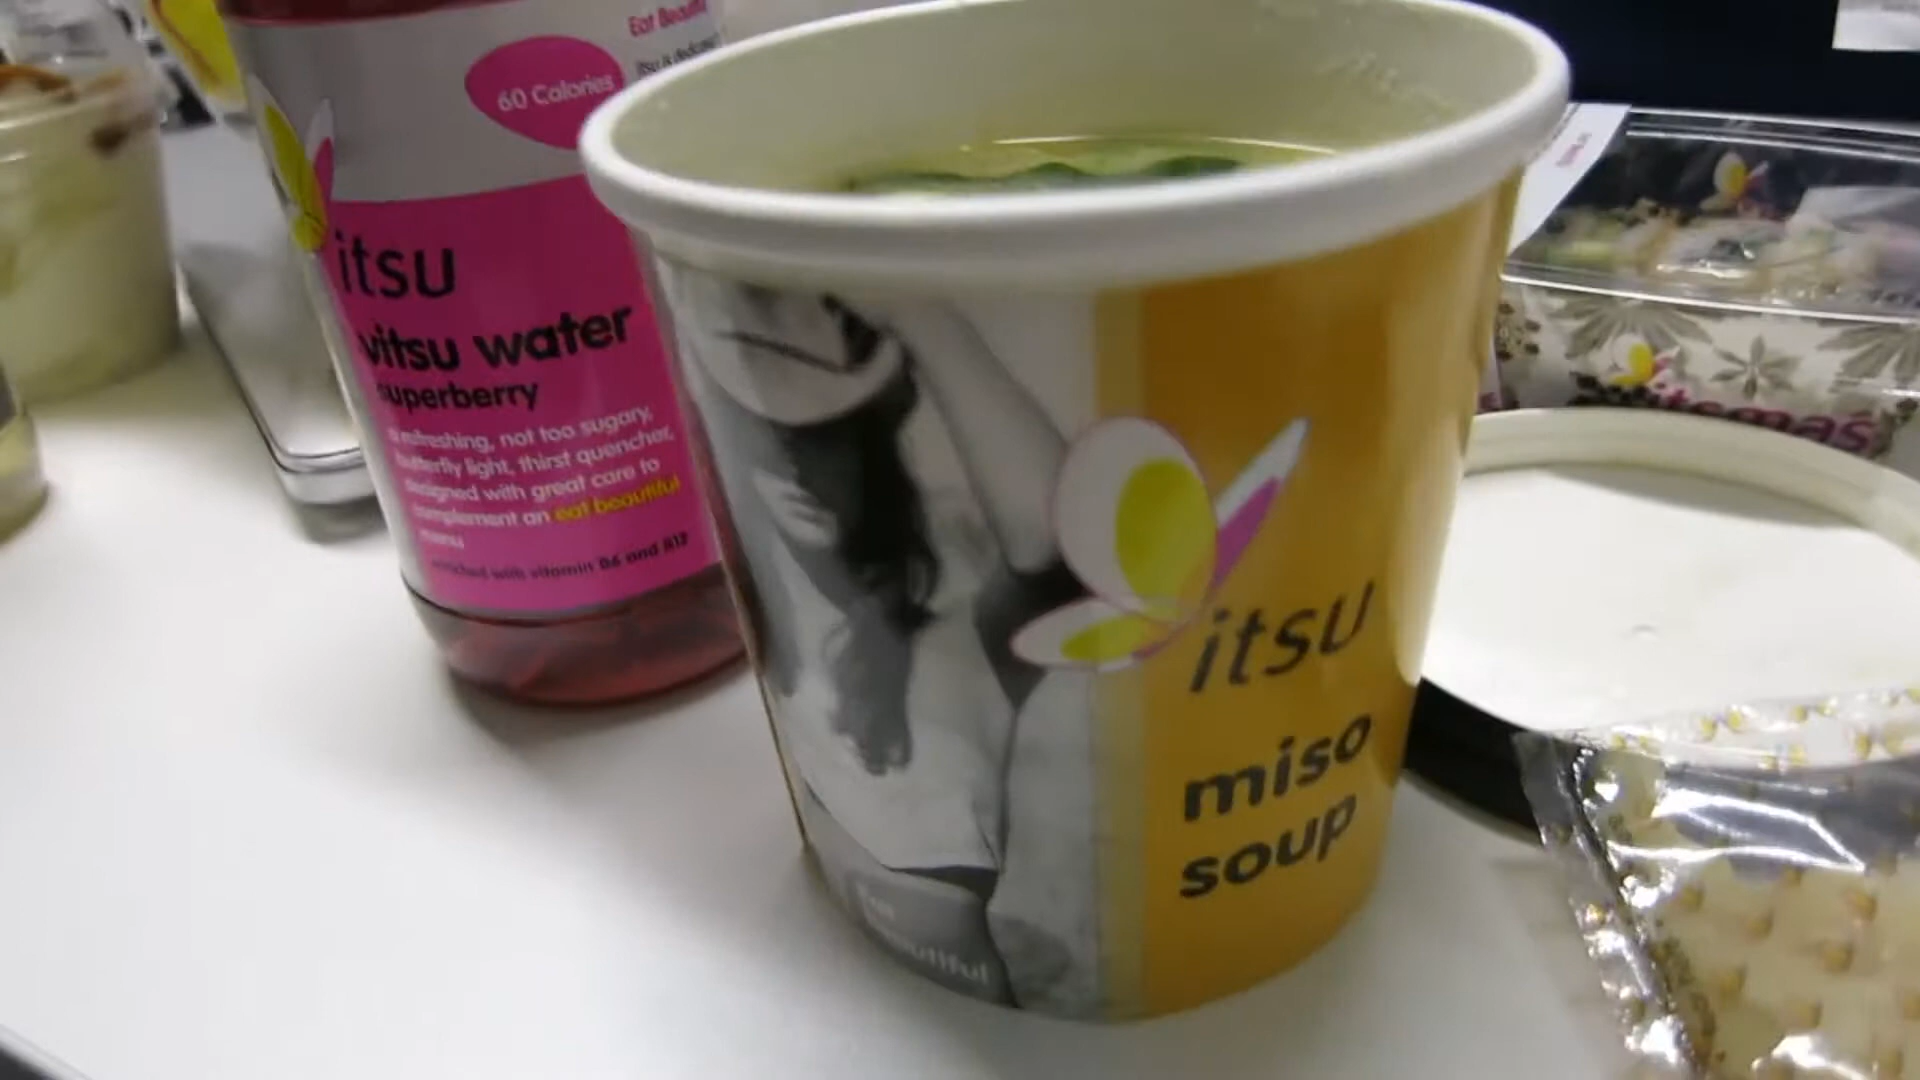 Eat
60 Calories
itsu
vitsu water
superberry
refreshing, not too sugary,
butterfly light, thirst quencher,
designed with great care to
complement an eat beautiful
menu
enriched with vitamin B6 and B12
itsu
miso
soup